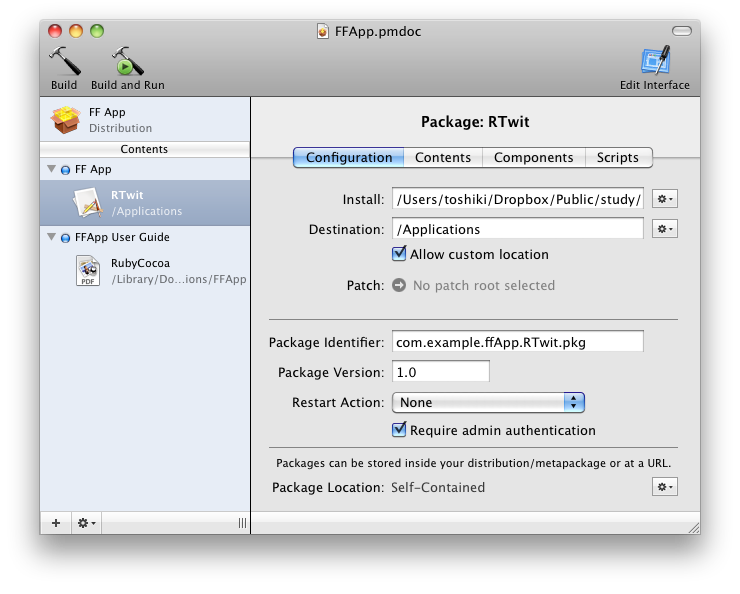 FFApp.pmdoc
Build
Build and Run
Edit Interface
FF App
Distribution
Contents
FF App
RTwit
/Applications
FFApp User Guide
RubyCocoa
/Library/Do...ions/FFApp
PDF
Package: RTwit
Configuration
Contents
Components
Scripts
Install: /Users/toshiki/Dropbox/Public/study/
Destination: /Applications
Allow custom location
Patch: No patch root selected
Package Identifier: com.example.ffApp.RTwit.pkg
Package Version: 1.0
Restart Action: None
Require admin authentication
Packages can be stored inside your distribution/metapackage or at a URL.
Package Location: Self-Contained